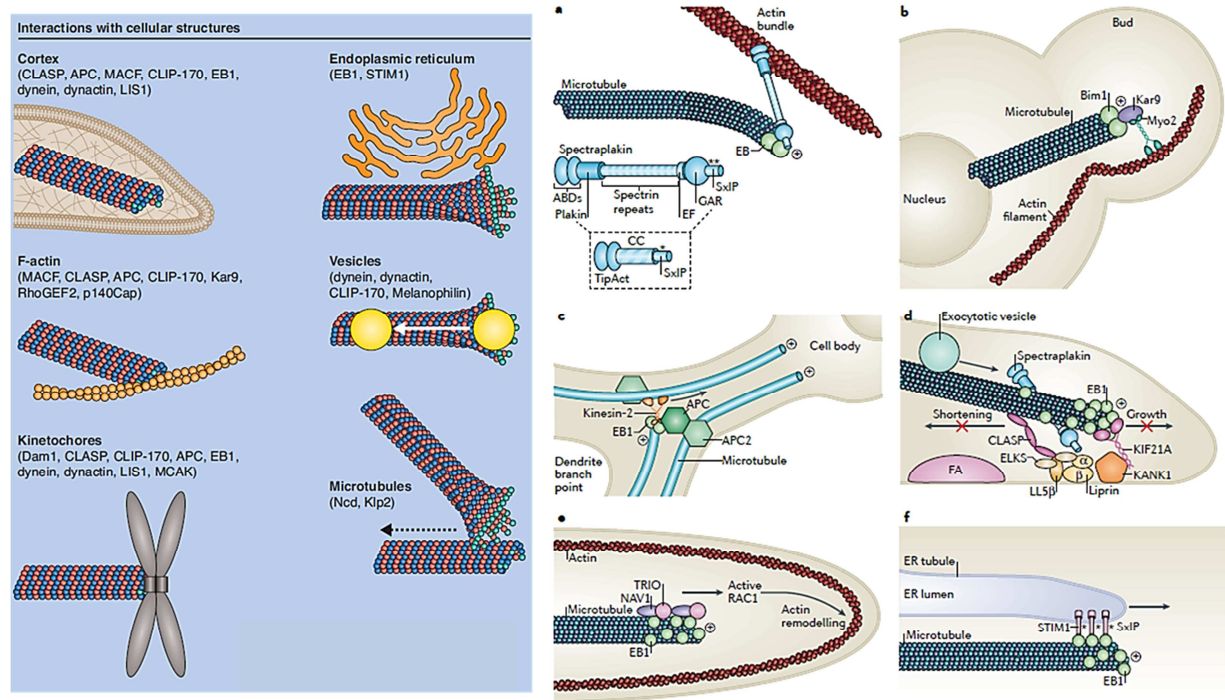 Interactions with cellular structures
Cortex
(CLASP, APC, MACF, CLIP-170, EB1,
dynein, dynactin, LIS1)
F-actin
(MACF, CLASP, APC, CLIP-170, Kar9,
RhoGEF2, p140Cap)
Kinetochores
(Dam1, CLASP, CLIP-170, APC, EB1,
dynein, dynactin, LIS1, MCAK)
Endoplasmic reticulum
(EB1, STIM1)
Vesicles
(dynein, dynactin,
CLIP-170, Melanophilin)
Microtubules
(Ncd, Klp2)
a
Actin
bundle
Microtubule
EB
+
Spectraplakin
**
SxIP
ABDs
Spectrin
repeats
GAR
Plakin
EF
CC
*
SxIP
TipAct
b
Bud
Bim1
+
Kar9
Microtubule
Myo2
Nucleus
Actin
filament
c
+
Cell body
+
Kinesin-2
APC
EB1
APC2
Dendrite
branch
point
Microtubule
d
Exocytotic vesicle
Spectraplakin
EB1
+
Shortening
Growth
CLASP
KIF21A
ELKS
α
FA
β
KANK1
LL5β
Liprin
e
Actin
TRIO
NAV1
Active
RAC1
Microtubule
Actin
remodelling
+
EB1
f
ER tubule
ER lumen
STIM1
* * *
SxIP
Microtubule
+
EB1